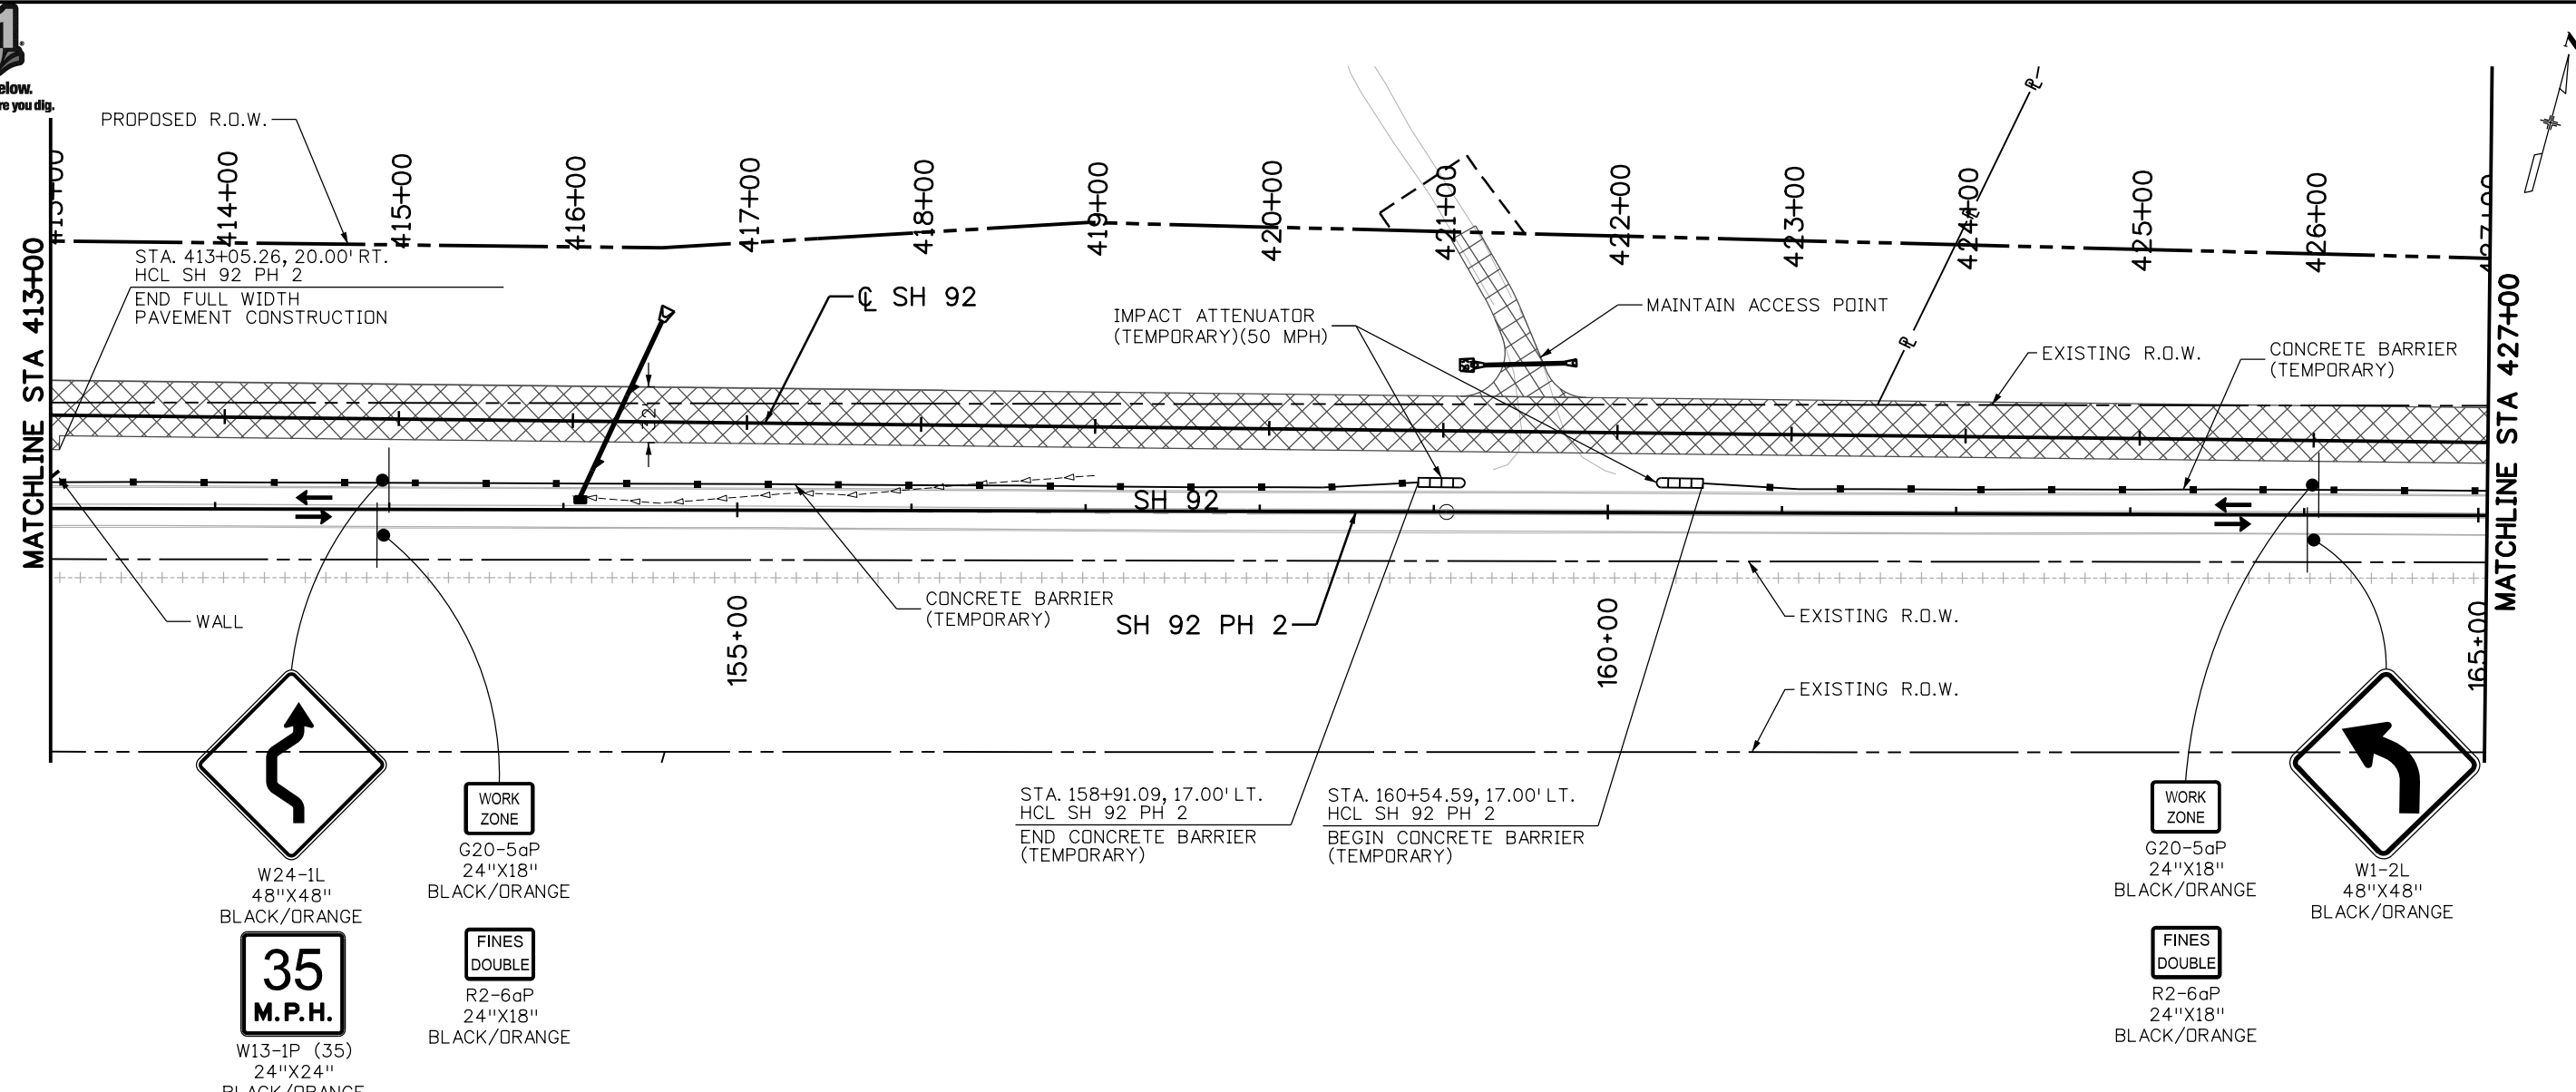 elow.
re you dig.
PROPOSED R.O.W.
414+00
415+00
416+00
417+00
418+00
419+00
420+00
421+00
422+00
423+00
424+00
425+00
426+00
MATCHLINE STA 413+00
MATCHLINE STA 427+00
STA. 413+05.26, 20.00' RT.
HCL SH 92 PH 2
END FULL WIDTH
PAVEMENT CONSTRUCTION
℄ SH 92
IMPACT ATTENUATOR
(TEMPORARY)(50 MPH)
MAINTAIN ACCESS POINT
EXISTING R.O.W.
CONCRETE BARRIER
(TEMPORARY)
SH 92
WALL
CONCRETE BARRIER
(TEMPORARY)
SH 92 PH 2
EXISTING R.O.W.
EXISTING R.O.W.
155+00
160+00
165+00
STA. 158+91.09, 17.00' LT.
HCL SH 92 PH 2
END CONCRETE BARRIER
(TEMPORARY)
STA. 160+54.59, 17.00' LT.
HCL SH 92 PH 2
BEGIN CONCRETE BARRIER
(TEMPORARY)
W24-1L
48"X48"
BLACK/ORANGE
35
M.P.H.
W13-1P (35)
24"X24"
BLACK/ORANGE
WORK
ZONE
G20-5aP
24"X18"
BLACK/ORANGE
FINES
DOUBLE
R2-6aP
24"X18"
BLACK/ORANGE
WORK
ZONE
G20-5aP
24"X18"
BLACK/ORANGE
FINES
DOUBLE
R2-6aP
24"X18"
BLACK/ORANGE
W1-2L
48"X48"
BLACK/ORANGE